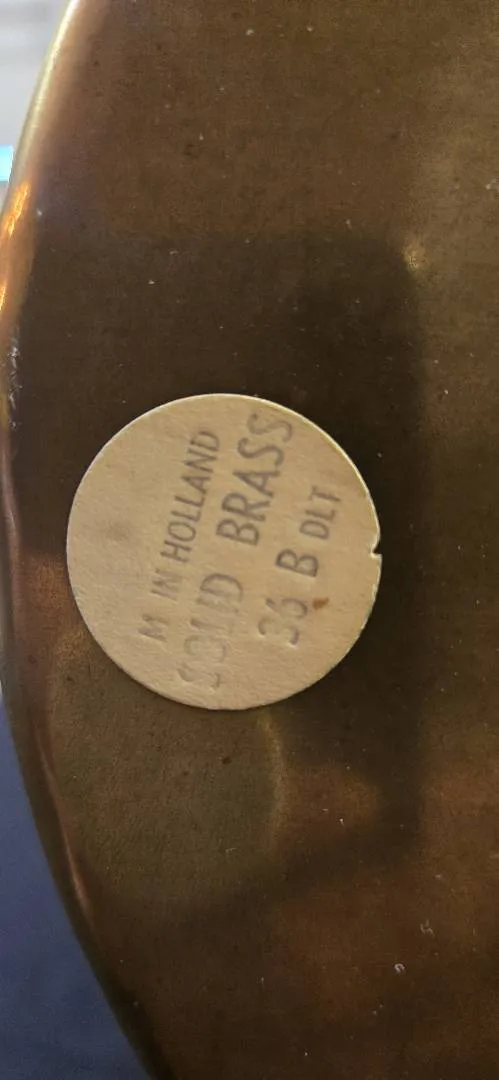 M IN HOLLAND
SOLID BRASS
36 B DLT